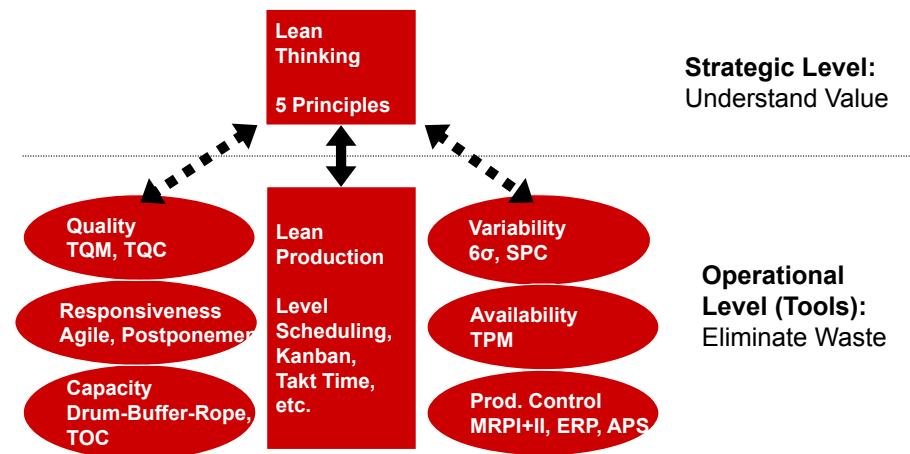 Lean
Thinking
5 Principles
Strategic Level:
Understand Value
Quality
TQM, TQC
Responsiveness
Agile, Postponemer
Capacity
Drum-Buffer-Rope,
TOC
Lean
Production
Level
Scheduling,
Kanban,
Takt Time,
etc.
Variability
6σ, SPC
Availability
TPM
Prod. Control
MRPI+II, ERP, APS
Operational
Level (Tools):
Eliminate Waste